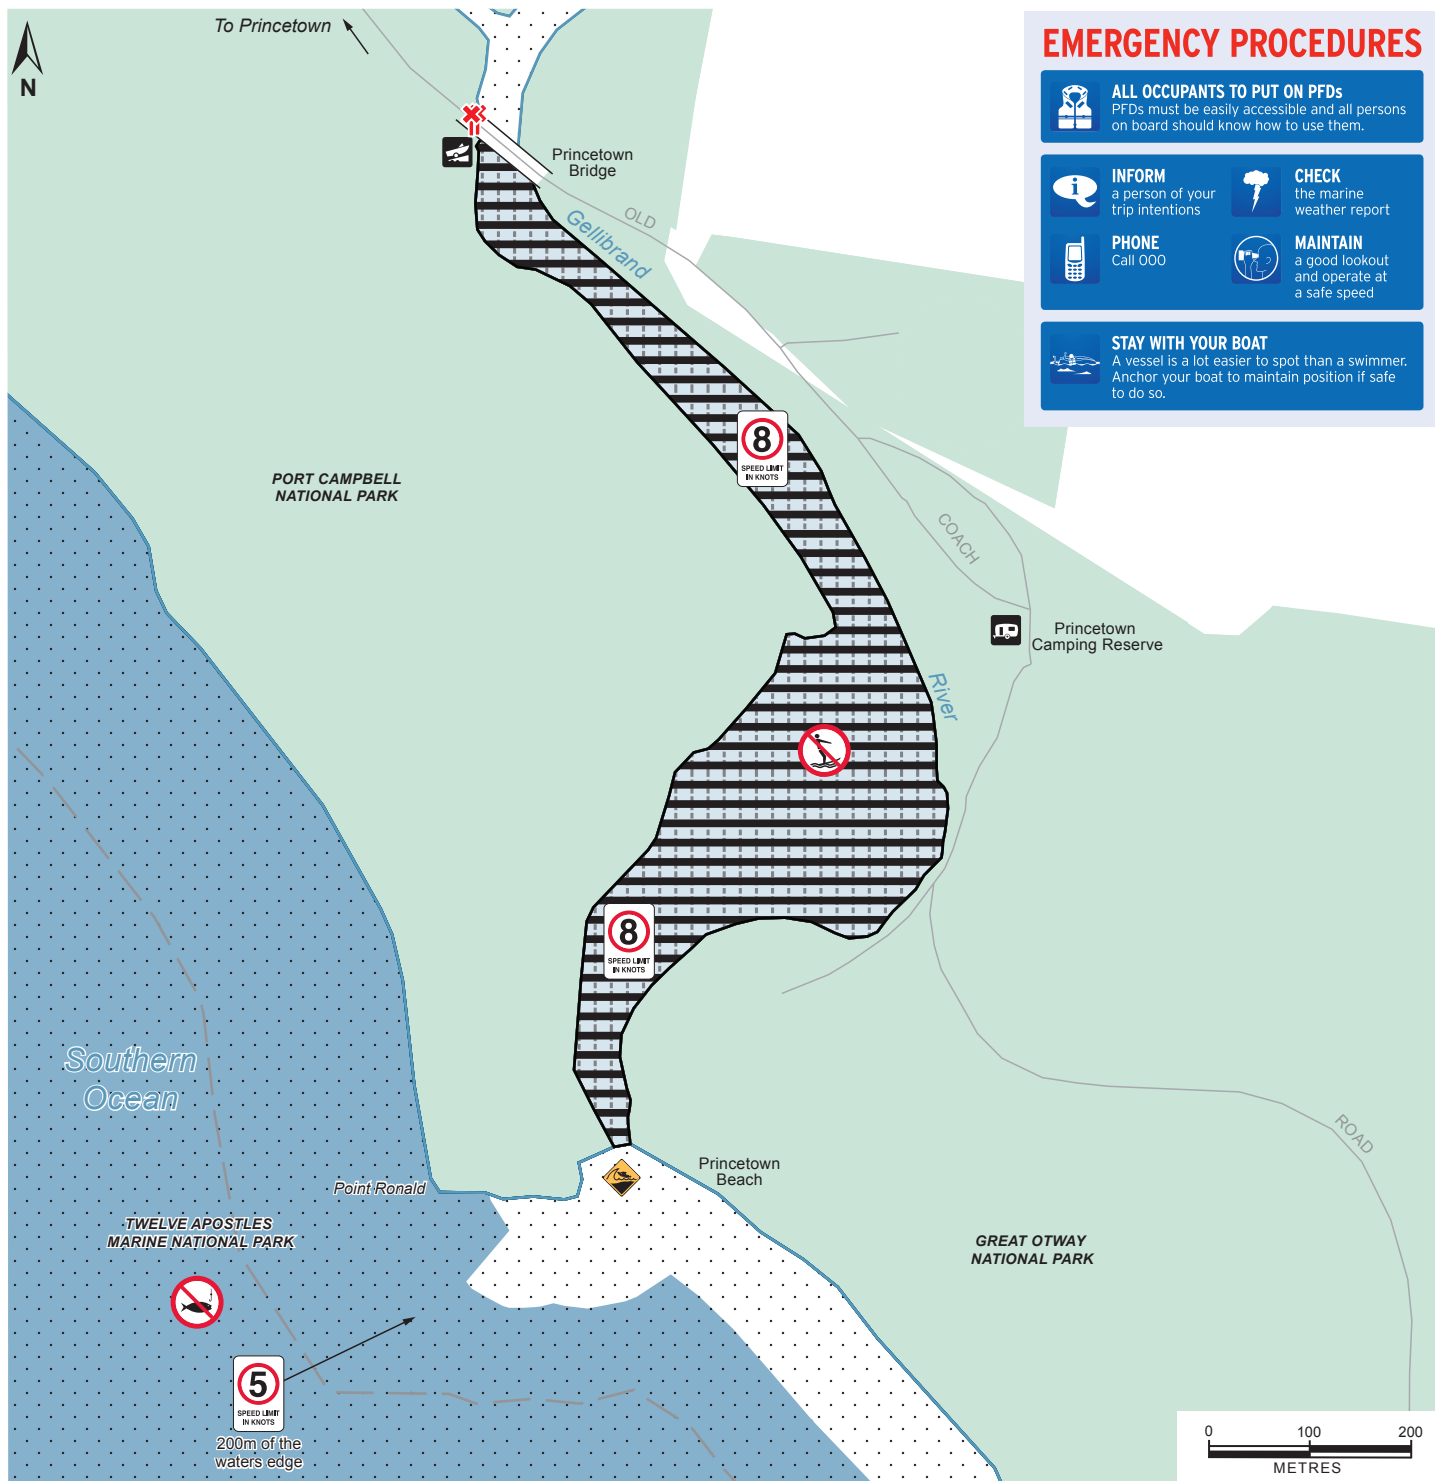 To Princetown
N
EMERGENCY PROCEDURES
ALL OCCUPANTS TO PUT ON PFDs
PFDs must be easily accessible and all persons
on board should know how to use them.
INFORM
a person of your
trip intentions
CHECK
the marine
weather report
PHONE
Call 000
MAINTAIN
a good lookout
and operate at
a safe speed
STAY WITH YOUR BOAT
A vessel is a lot easier to spot than a swimmer.
Anchor your boat to maintain position if safe
to do so.
Princetown
Bridge
OLD
Gellibrand
8
SPEED LIMIT
IN KNOTS
PORT CAMPBELL
NATIONAL PARK
COACH
Princetown
Camping Reserve
River
8
SPEED LIMIT
IN KNOTS
Southern
Ocean
ROAD
Princetown
Beach
Point Ronald
TWELVE APOSTLES
MARINE NATIONAL PARK
GREAT OTWAY
NATIONAL PARK
5
SPEED LIMIT
IN KNOTS
200m of the
waters edge
0 100 200
METRES